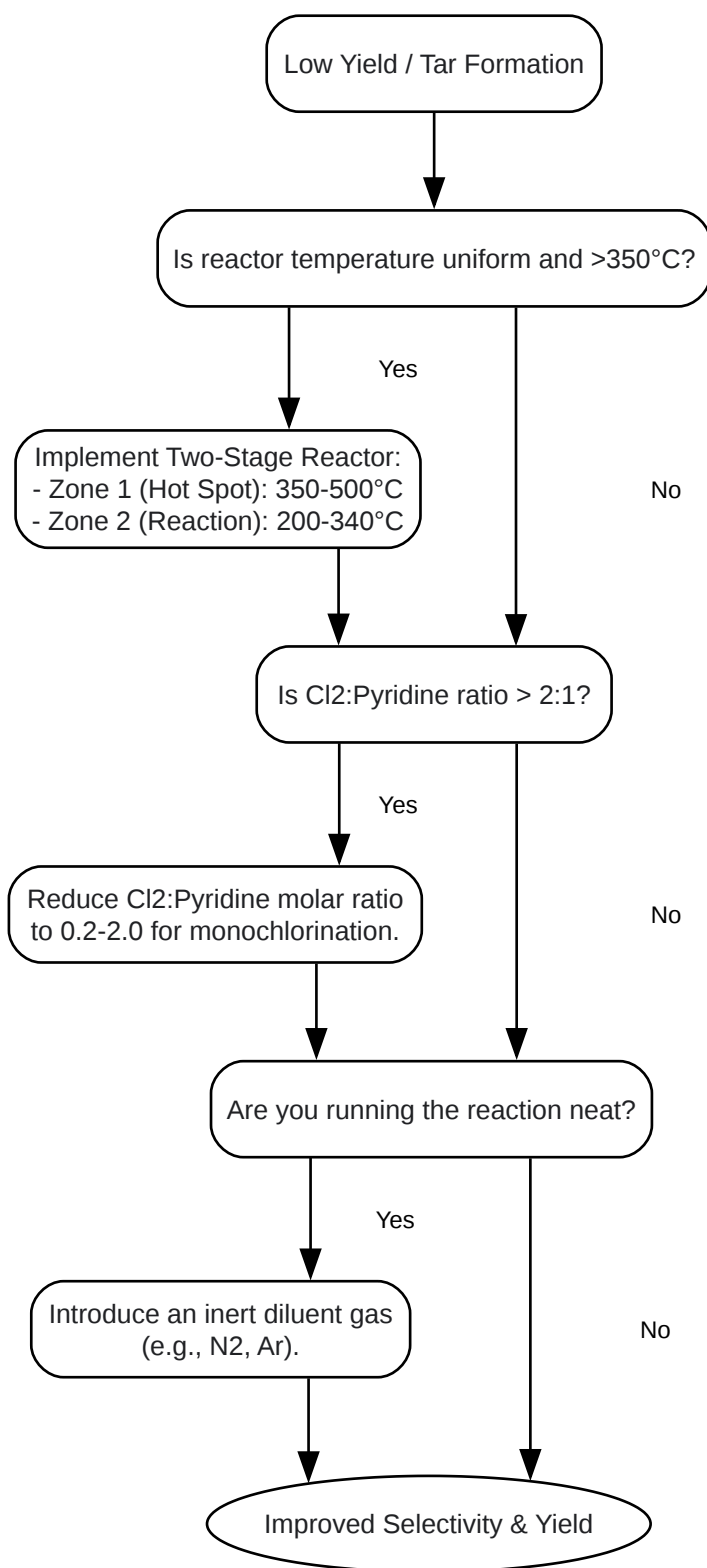 Low Yield / Tar Formation
Is reactor temperature uniform and >350°C?
Yes
Implement Two-Stage Reactor:
- Zone 1 (Hot Spot): 350-500°C
- Zone 2 (Reaction): 200-340°C
No
Is Cl2:Pyridine ratio > 2:1?
Yes
Reduce Cl2:Pyridine molar ratio
to 0.2-2.0 for monochlorination.
No
Are you running the reaction neat?
Yes
Introduce an inert diluent gas
(e.g., N2, Ar).
No
Improved Selectivity & Yield